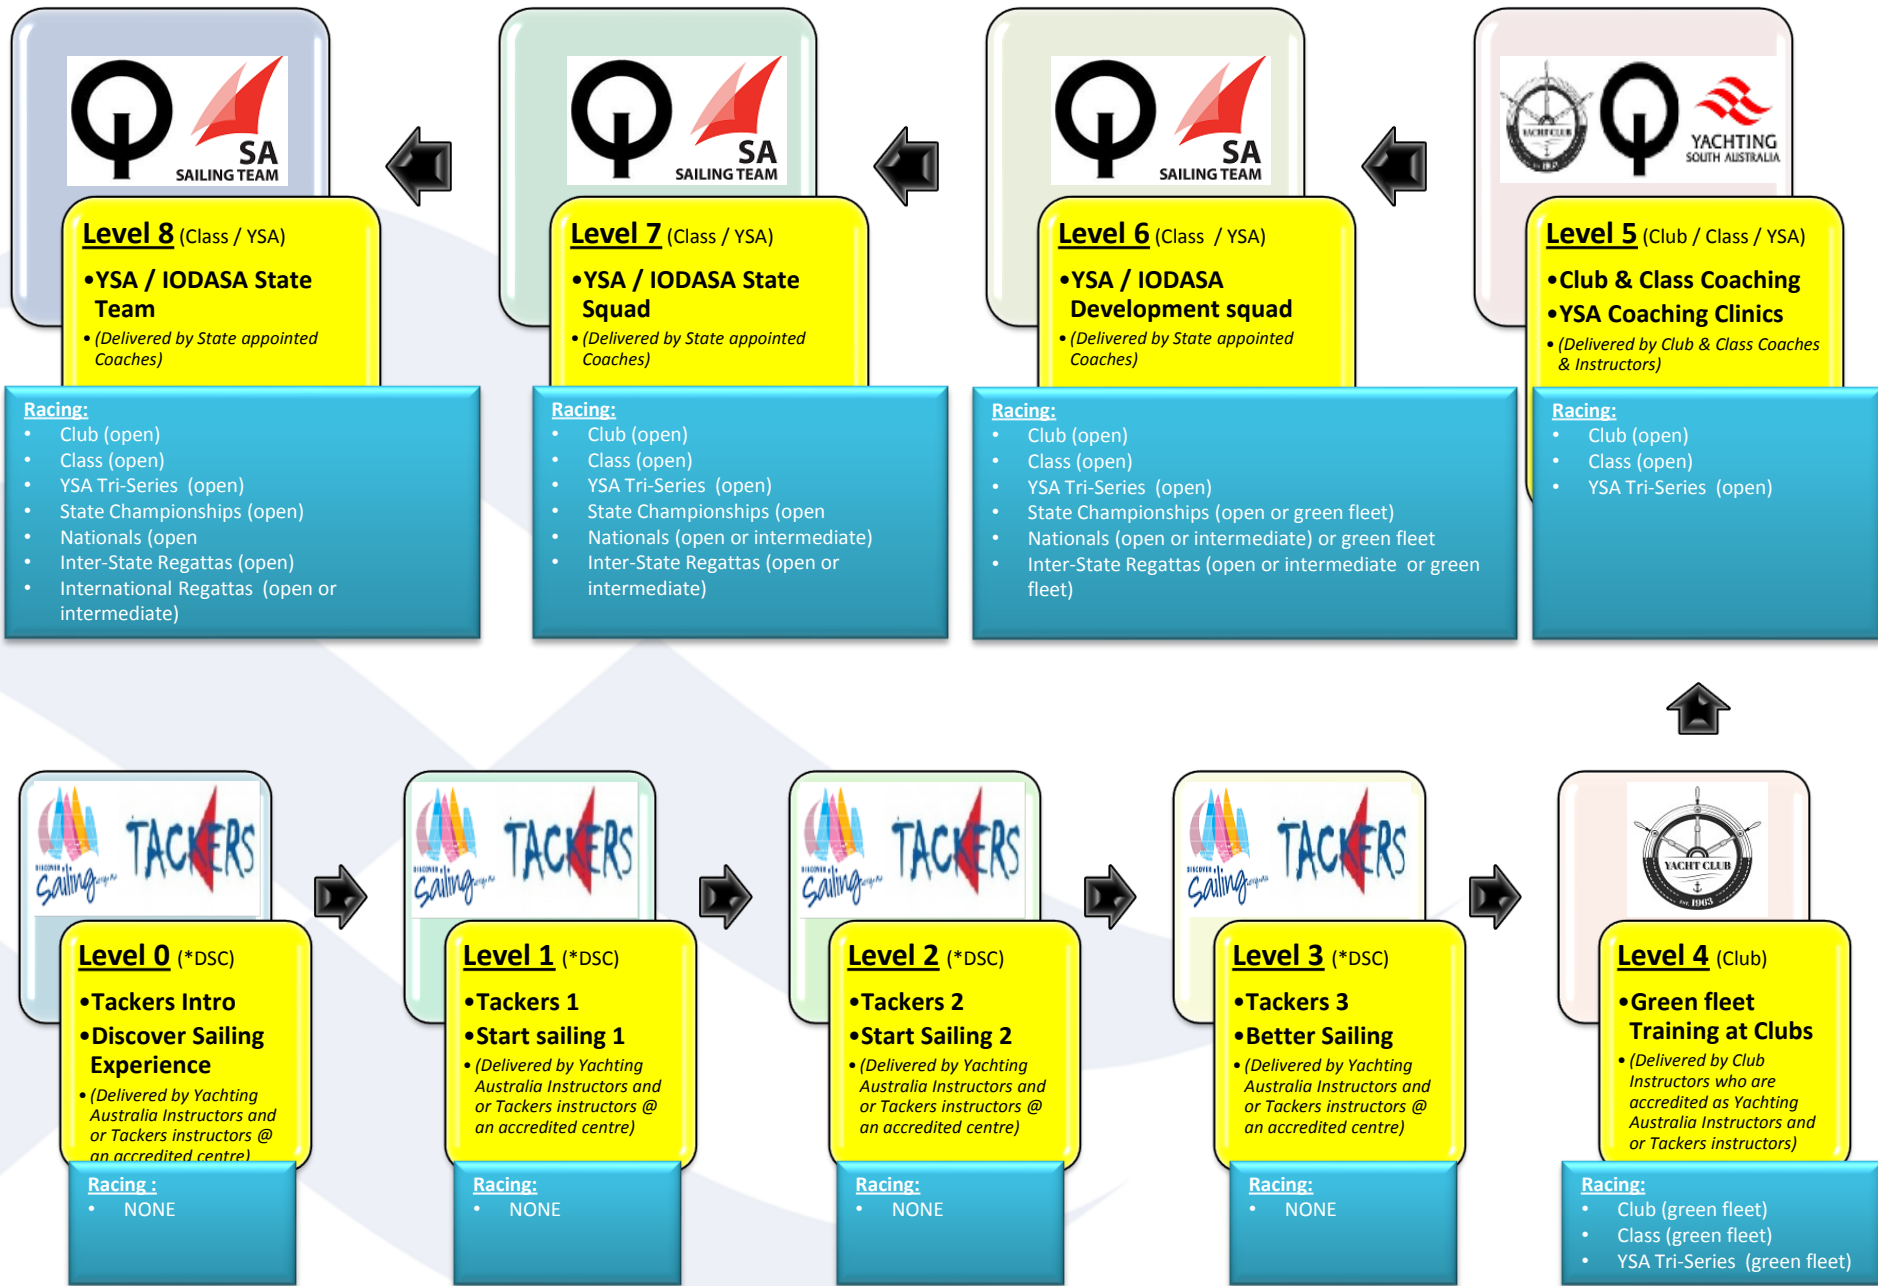 SA
SAILING TEAM
Level 8 (Class / YSA)
•YSA / IODASA State
Team
• (Delivered by State appointed
Coaches)
Racing:
• Club (open)
• Class (open)
• YSA Tri-Series (open)
• State Championships (open)
• Nationals (open
• Inter-State Regattas (open)
• International Regattas (open or
intermediate)
SA
SAILING TEAM
Level 7 (Class / YSA)
•YSA / IODASA State
Squad
• (Delivered by State appointed
Coaches)
Racing:
• Club (open)
• Class (open)
• YSA Tri-Series (open)
• State Championships (open
• Nationals (open or intermediate)
• Inter-State Regattas (open or
intermediate)
SA
SAILING TEAM
Level 6 (Class / YSA)
•YSA / IODASA
Development squad
• (Delivered by State appointed
Coaches)
Racing:
• Club (open)
• Class (open)
• YSA Tri-Series (open)
• State Championships (open or green fleet)
• Nationals (open or intermediate) or green fleet
• Inter-State Regattas (open or intermediate or green
fleet)
YACHT CLUB
YACHTING
SOUTH AUSTRALIA
Level 5 (Club / Class / YSA)
•Club & Class Coaching
•YSA Coaching Clinics
• (Delivered by Club & Class Coaches
& Instructors)
Racing:
• Club (open)
• Class (open)
• YSA Tri-Series (open)
DISCOVER
Sailing
TACKERS
Level 0 (*DSC)
•Tackers Intro
•Discover Sailing
Experience
• (Delivered by Yachting
Australia Instructors and
or Tackers instructors @
an accredited centre)
Racing :
• NONE
DISCOVER
Sailing
TACKERS
Level 1 (*DSC)
•Tackers 1
•Start sailing 1
• (Delivered by Yachting
Australia Instructors and
or Tackers instructors @
an accredited centre)
Racing:
• NONE
DISCOVER
Sailing
TACKERS
Level 2 (*DSC)
•Tackers 2
•Start Sailing 2
• (Delivered by Yachting
Australia Instructors and
or Tackers instructors @
an accredited centre)
Racing:
• NONE
DISCOVER
Sailing
TACKERS
Level 3 (*DSC)
•Tackers 3
•Better Sailing
• (Delivered by Yachting
Australia Instructors and
or Tackers instructors @
an accredited centre)
Racing:
• NONE
YACHT CLUB
EST. 1963
Level 4 (Club)
•Green fleet
Training at Clubs
• (Delivered by Club
Instructors who are
accredited as Yachting
Australia Instructors and
or Tackers instructors)
Racing:
• Club (green fleet)
• Class (green fleet)
• YSA Tri-Series (green fleet)